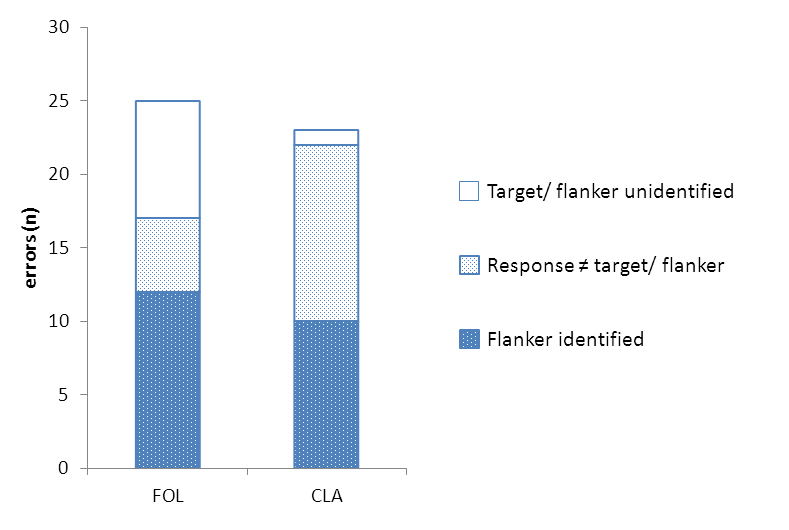 30
25
20
15
10
5
0
errors (n)
FOL
CLA
Target/ flanker unidentified
Response ≠ target/ flanker
Flanker identified